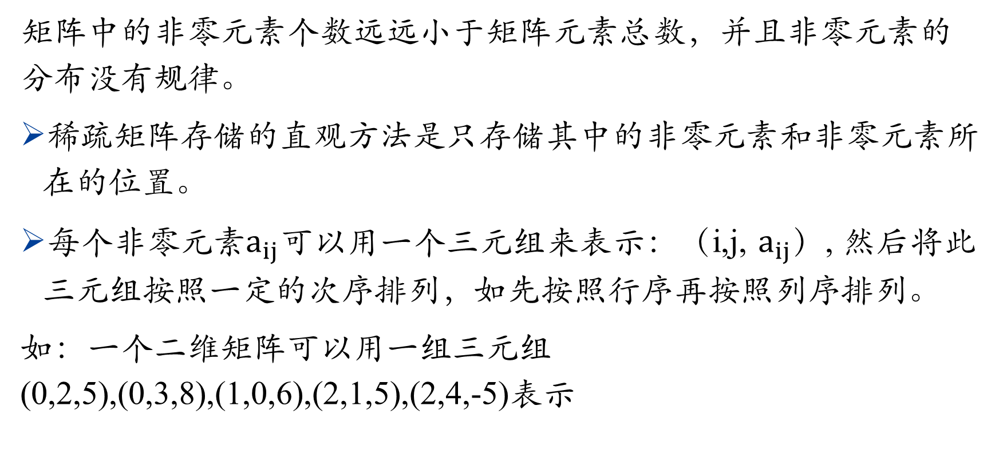 矩阵中的非零元素个数远远小于矩阵元素总数，并且非零元素的
分布没有规律。
➢稀疏矩阵存储的直观方法是只存储其中的非零元素和非零元素所
在的位置。
➢每个非零元素aij可以用一个三元组来表示：（i,j, aij）, 然后将此
三元组按照一定的次序排列，如先按照行序再按照列序排列。
如：一个二维矩阵可以用一组三元组
(0,2,5),(0,3,8),(1,0,6),(2,1,5),(2,4,-5)表示